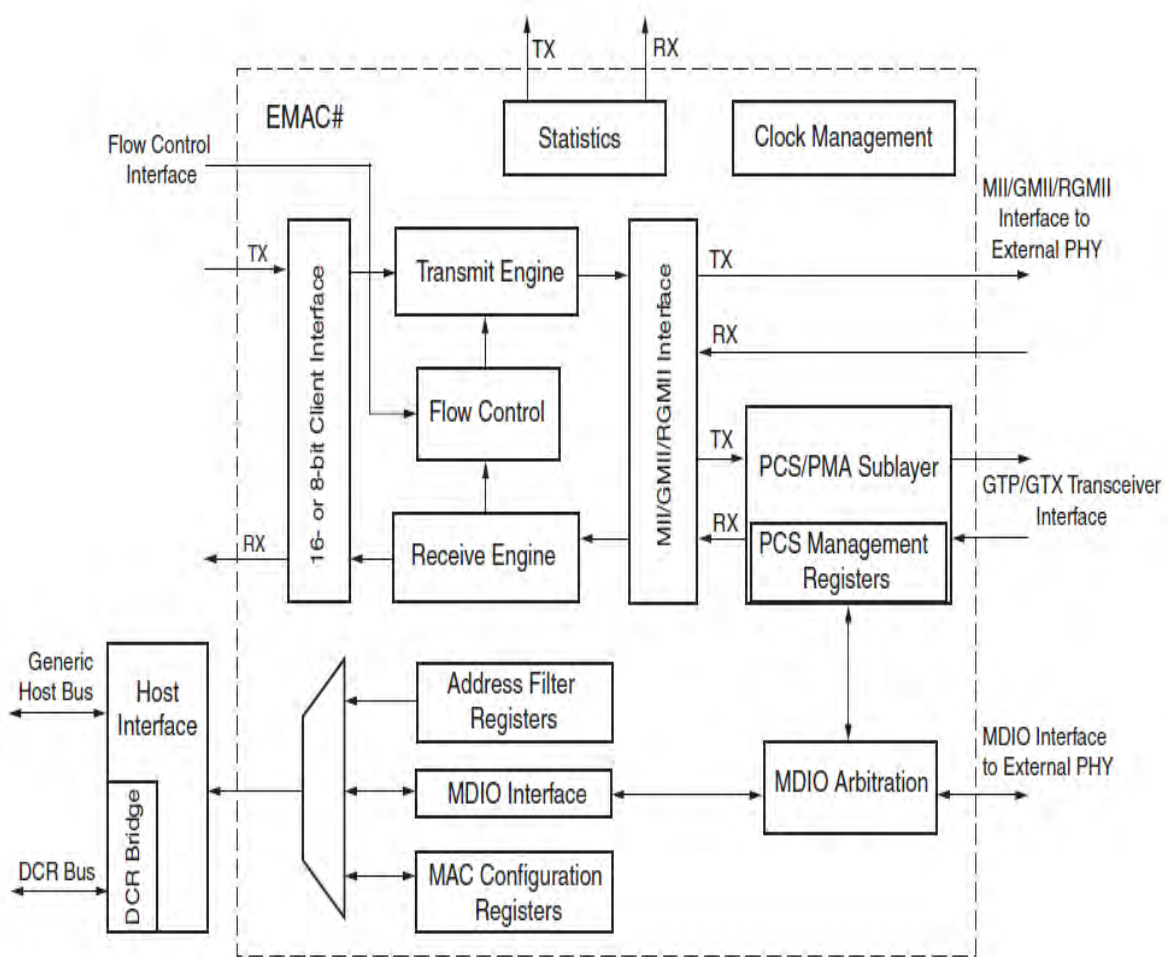 TX
RX
EMAC#
Statistics
Clock Management
Flow Control
Interface
MII/GMII/RGMII
Interface to
External PHY
TX
16- or 8-bit Client Interface
Transmit Engine
MII/GMII/RGMII Interface
TX
RX
Flow Control
TX
PCS/PMA Sublayer
GTP/GTX Transceiver
Interface
RX
Receive Engine
RX
PCS Management
Registers
Generic
Host Bus
Host
Interface
Address Filter
Registers
MDIO Interface
to External PHY
MDIO Interface
MDIO Arbitration
DCR Bus
DCR Bridge
MAC Configuration
Registers